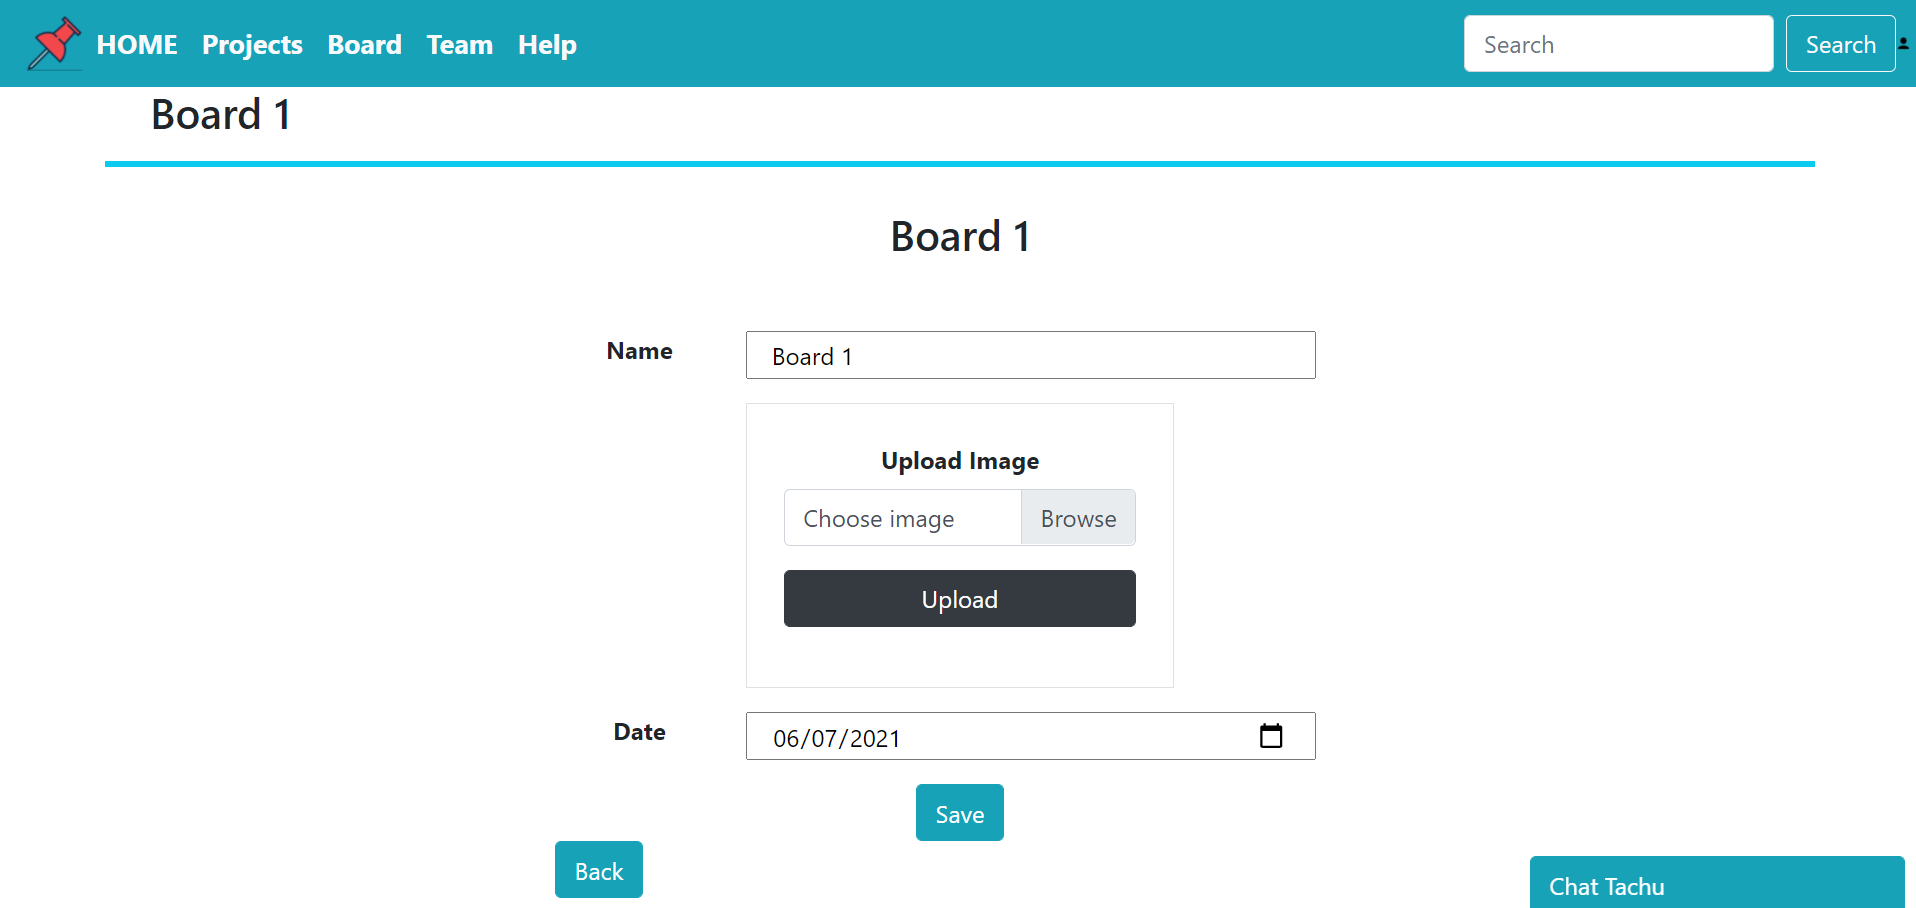 HOME Projects Board Team Help Search Search
Board 1
Board 1
Name Board 1
Upload Image
Choose image Browse
Upload
Date 06/07/2021
Save
Back
Chat Tachu